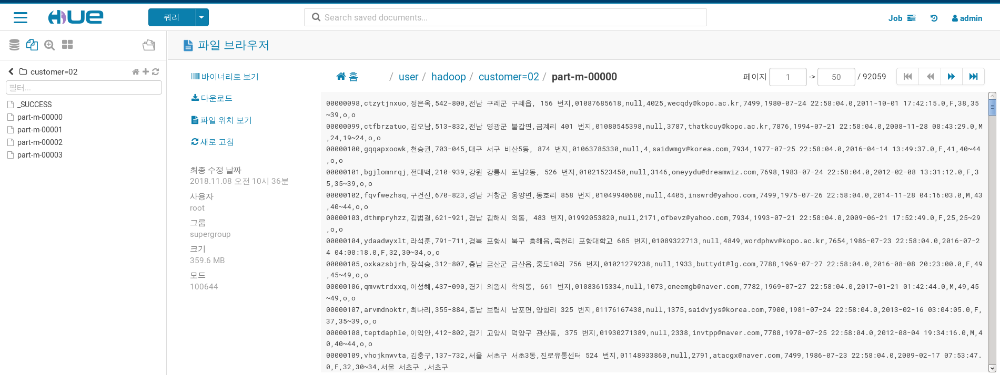 HUE
쿼리
Search saved documents...
Job
admin
파일 브라우저
customer=02
필터...
_SUCCESS
part-m-00000
part-m-00001
part-m-00002
part-m-00003
바이너리로 보기
다운로드
파일 위치 보기
새로 고침
최종 수정 날짜
2018.11.08 오전 10시 36분
사용자
root
그룹
supergroup
크기
359.6 MB
모드
100644
홈 / user / hadoop / customer=02 / part-m-00000
페이지 1 -> 50 / 92059
00000098,ctzytjnxuo,정은옥,542-800,전남 구례군 구례읍, 156 번지,01087685618,null,4025,wecqdy@kopo.ac.kr,7499,1980-07-24 22:58:04.0,2011-10-01 17:42:15.0,F,38,35
~39,o,o
00000099,ctfbrzatuo,김오남,513-832,전남 영광군 불갑면,금계리 401 번지,01080545398,null,3787,thatkcuy@kopo.ac.kr,7876,1994-07-21 22:58:04.0,2008-11-28 08:43:29.0,M
,24,19~24,o,o
00000100,gqqapxoowk,천승권,703-045,대구 서구 비산5동, 874 번지,01063785330,null,4,saidwmgv@korea.com,7934,1977-07-25 22:58:04.0,2016-04-14 13:49:37.0,F,41,40~44
,o,o
00000101,bgjlomnrqj,전대백,210-939,강원 강릉시 포남2동, 526 번지,01021523450,null,3146,oneyydu@dreamwiz.com,7698,1983-07-24 22:58:04.0,2012-02-08 13:31:12.0,F,3
5,35~39,o,o
00000102,fqvfwezhsq,구건신,670-823,경남 거창군 웅양면,동호리 858 번지,01049940680,null,4405,inswrd@yahoo.com,7499,1975-07-26 22:58:04.0,2014-11-28 04:16:03.0,M,43
,40~44,o,o
00000103,dthmpryhzz,김범결,621-921,경남 김해시 외동, 483 번지,01992053820,null,2171,ofbevz@yahoo.com,7934,1993-07-21 22:58:04.0,2009-06-21 17:52:49.0,F,25,25~29
,o,o
00000104,ydaadwyxlt,라석훈,791-711,경북 포항시 북구 흥해읍,죽천리 포항대학교 685 번지,01089322713,null,4849,wordphwv@kopo.ac.kr,7654,1986-07-23 22:58:04.0,2016-07-2
4 04:00:18.0,F,32,30~34,o,o
00000105,oxkazsbjrh,장석승,312-807,충남 금산군 금산읍,중도10리 756 번지,01021279238,null,1933,buttydt@lg.com,7788,1969-07-27 22:58:04.0,2016-08-08 20:23:00.0,F,49
,45~49,o,o
00000106,qmvwtrdxxq,이성혜,437-090,경기 의왕시 학의동, 661 번지,01083615334,null,1073,oneemgb@naver.com,7782,1969-07-27 22:58:04.0,2017-01-21 01:42:44.0,M,49,45
~49,o,o
00000107,arvmdnoktr,최나리,355-884,충남 보령시 남포면,양항리 325 번지,01176167438,null,1375,saidvjys@korea.com,7900,1981-07-24 22:58:04.0,2013-02-16 03:04:05.0,F,
37,35~39,o,o
00000108,teptdaphle,이익안,412-802,경기 고양시 덕양구 관산동, 375 번지,01930271389,null,2338,invtpp@naver.com,7788,1978-07-25 22:58:04.0,2012-08-04 19:34:16.0,M,4
0,40~44,o,o
00000109,vhojknwvta,김충구,137-732,서울 서초구 서초3동,진로유통센터 524 번지,01148933860,null,2791,atacgx@naver.com,7499,1986-07-23 22:58:04.0,2009-02-17 07:53:47.
0,F,32,30~34,서울 서초구 ,서초구